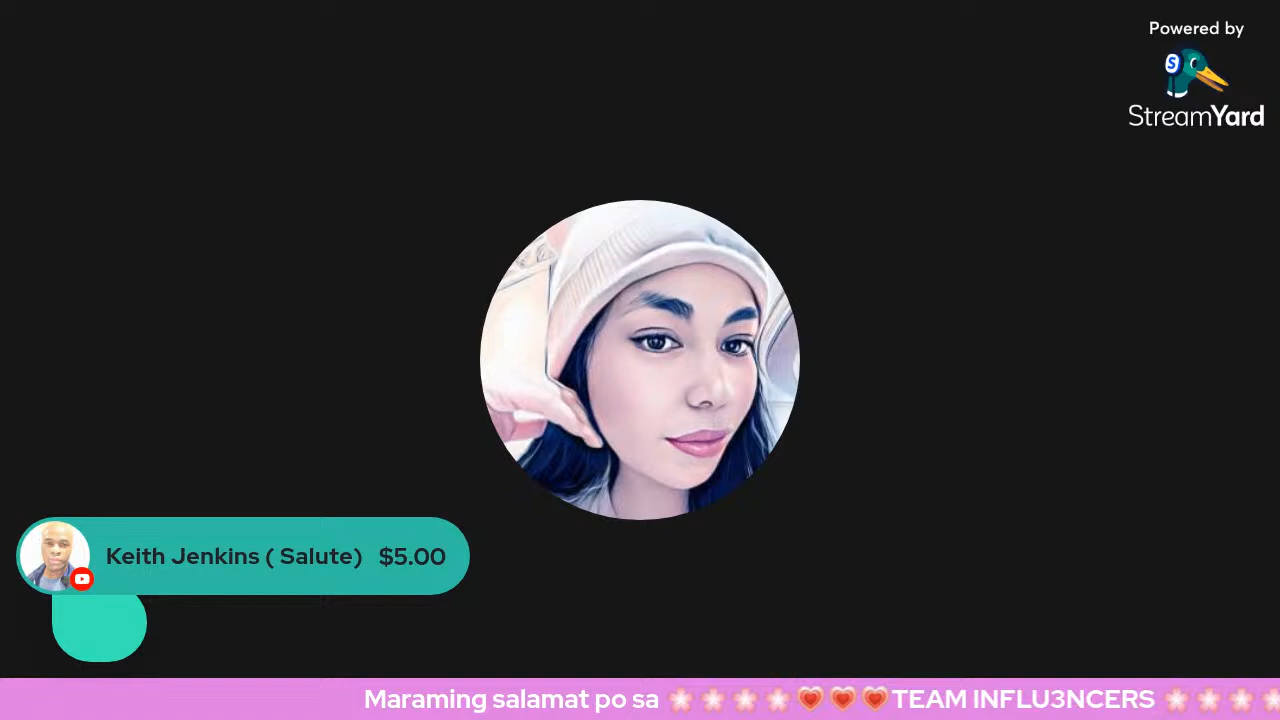 Powered by
S
StreamYard
Keith Jenkins ( Salute) $5.00
Maraming salamat po sa 🌸🌸🌸🌸💗💗💗TEAM INFLU3NCERS 🌸🌸🌸🌸